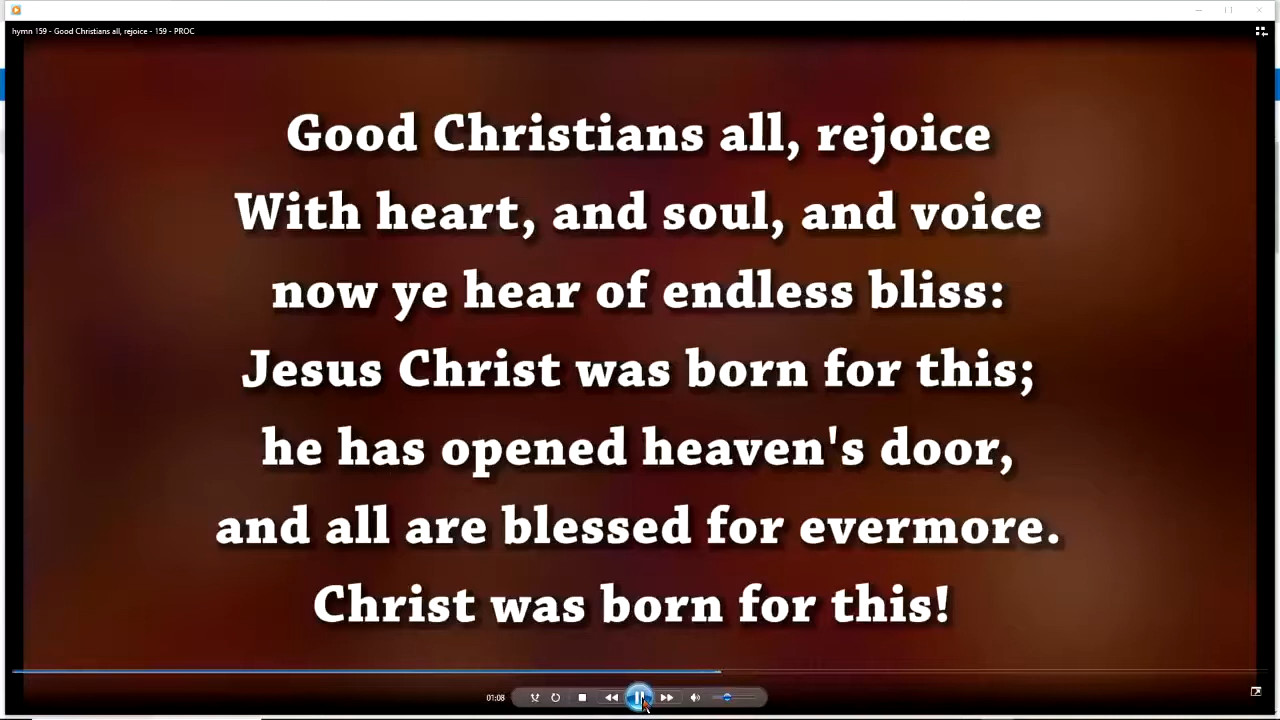 hymn 159 - Good Christians all, rejoice - 159 - PROC
Good Christians all, rejoice
With heart, and soul, and voice
now ye hear of endless bliss:
Jesus Christ was born for this;
he has opened heaven's door,
and all are blessed for evermore.
Christ was born for this!
01:08